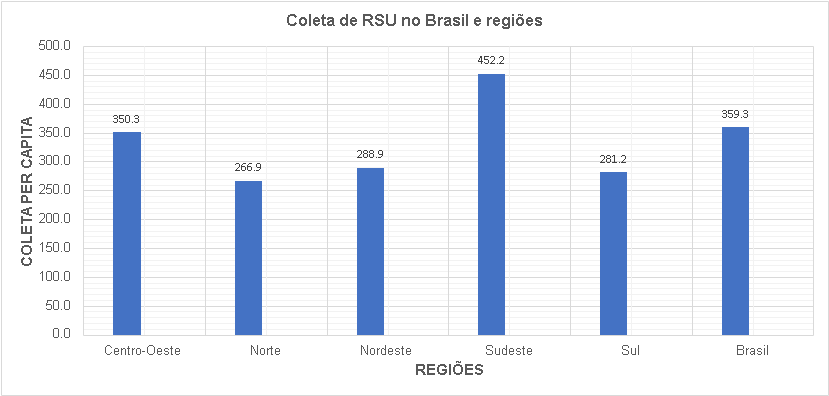 Coleta de RSU no Brasil e regiões
COLETA PER CAPITA
500.0
450.0
400.0
350.0
300.0
250.0
200.0
150.0
100.0
50.0
0.0
350.3
266.9
288.9
452.2
281.2
359.3
Centro-Oeste
Norte
Nordeste
Sudeste
Sul
Brasil
REGIÕES